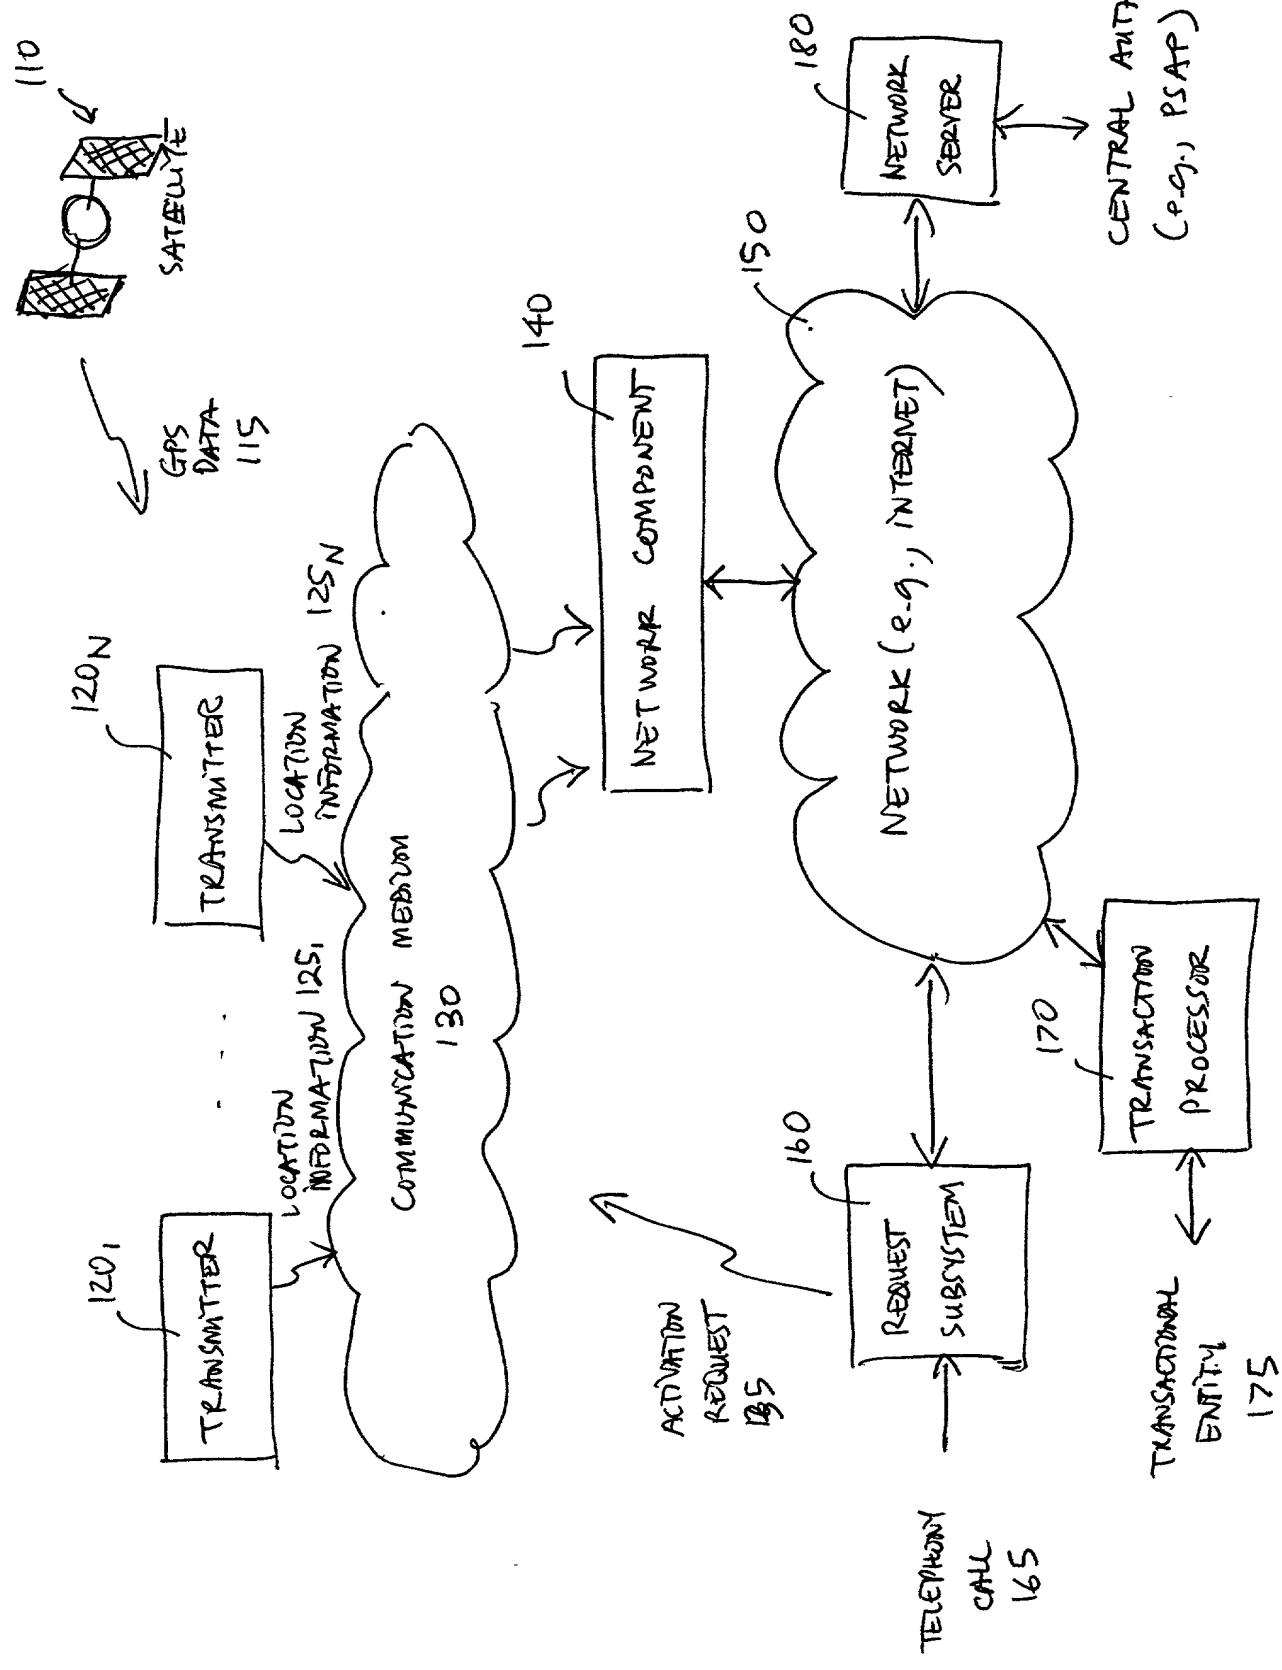 110
SATELLITE
GPS
DATA
115
120N
TRANSMITTER
LOCATION
INFORMATION 125N
1201
TRANSMITTER
LOCATION
INFORMATION 1251
COMMUNICATION MEDIUM
130
140
NETWORK COMPONENT
ACTIVATION
REQUEST
135
150
NETWORK (e.g., INTERNET)
180
NETWORK
SERVER
CENTRAL
(e.g., PSAP)
160
REQUEST
SUBSYSTEM
TELEPHONY
CALL
165
170
TRANSACTION
PROCESSOR
TRANSACTIONAL
ENTITY
175